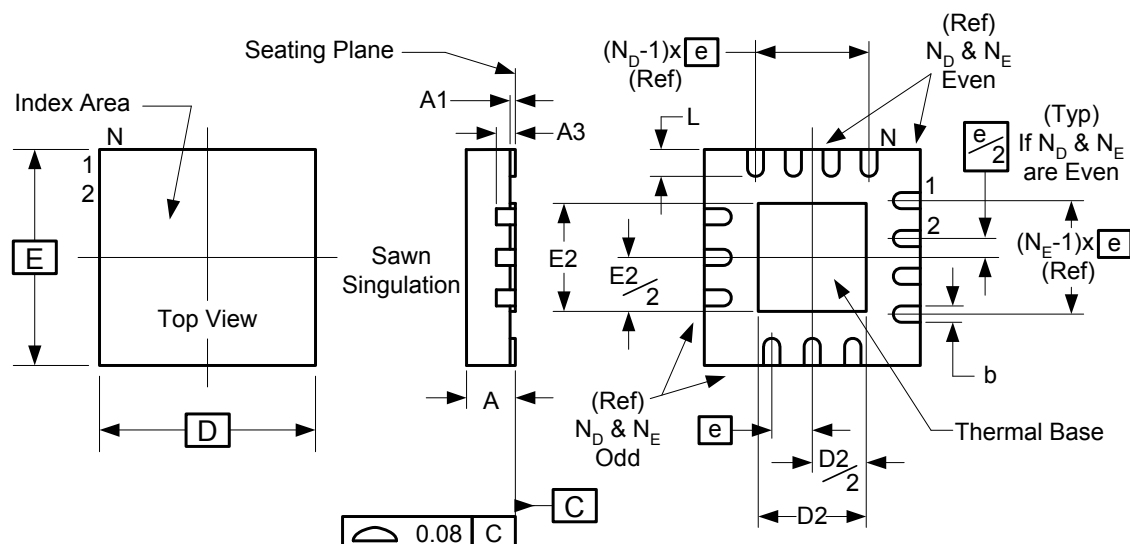 Seating Plane
(N_D-1)x e
(Ref)
(Ref)
N_D & N_E
Even
Index Area
A1
A3
L
N
N
(Typ)
e/2
If N_D & N_E
are Even
1
2
1
2
E
Sawn
Singulation
E2
E2/2
(N_E-1)x e
(Ref)
Top View
b
A
(Ref)
N_D & N_E
Odd
e
Thermal Base
D
D2/2
C
D2
0.08 C